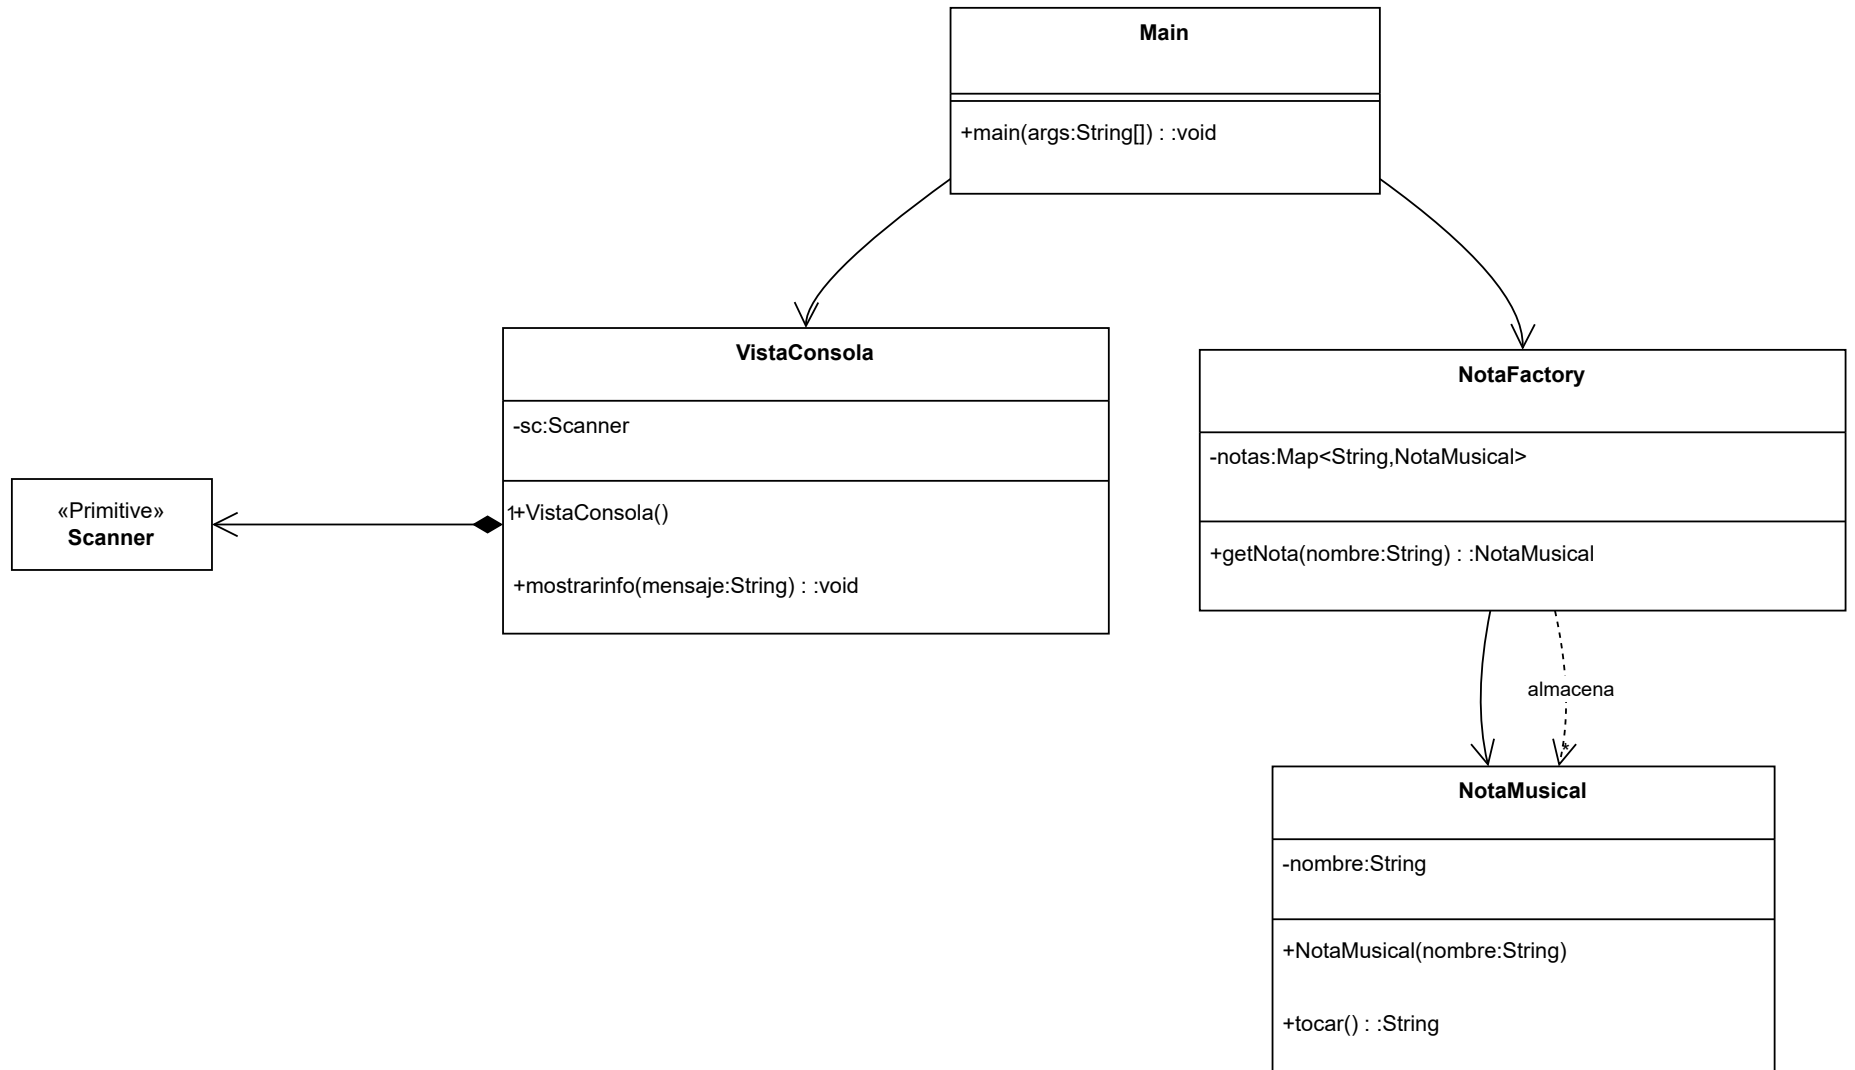 Main
+main(args:String[]) : :void
VistaConsola
-sc:Scanner
1
+VistaConsola()
+mostrarinfo(mensaje:String) : :void
«Primitive»
Scanner
NotaFactory
-notas:Map<String,NotaMusical>
+getNota(nombre:String) : :NotaMusical
almacena
*
NotaMusical
-nombre:String
+NotaMusical(nombre:String)
+tocar() : :String